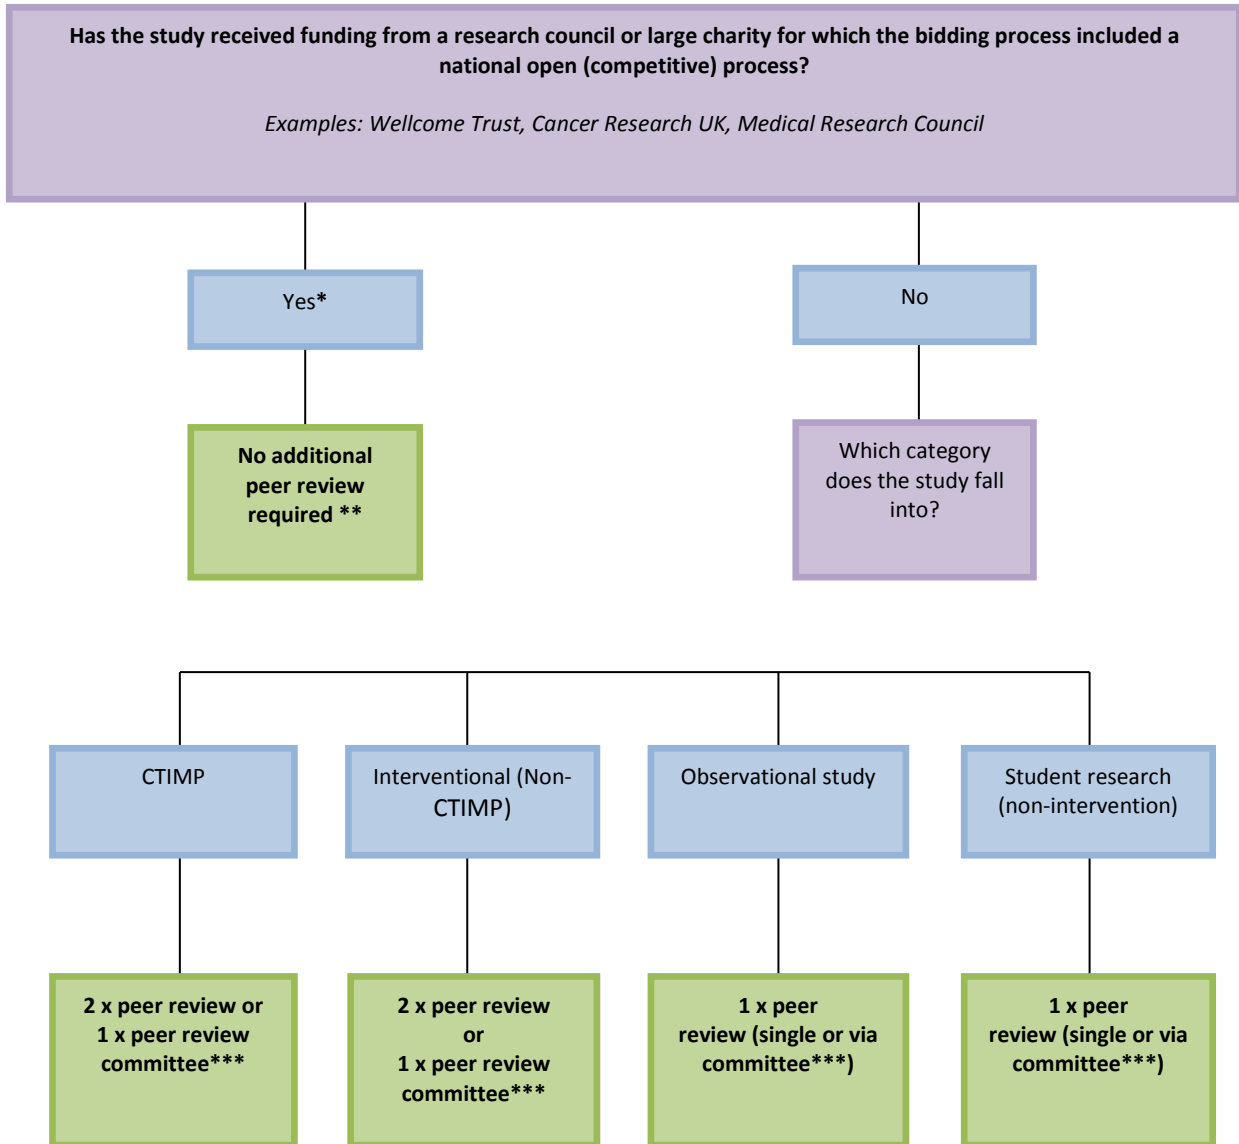 Has the study received funding from a research council or large charity for which the bidding process included a
national open (competitive) process?
Examples: Wellcome Trust, Cancer Research UK, Medical Research Council
Yes*
No
No additional
peer review
required **
Which category
does the study fall
into?
CTIMP
Interventional (Non-
CTIMP)
Observational study
Student research
(non-intervention)
2 x peer review or
1 x peer review
committee***
2 x peer review
or
1 x peer review
committee***
1 x peer
review (single or via
committee***)
1 x peer
review (single or via
committee***)